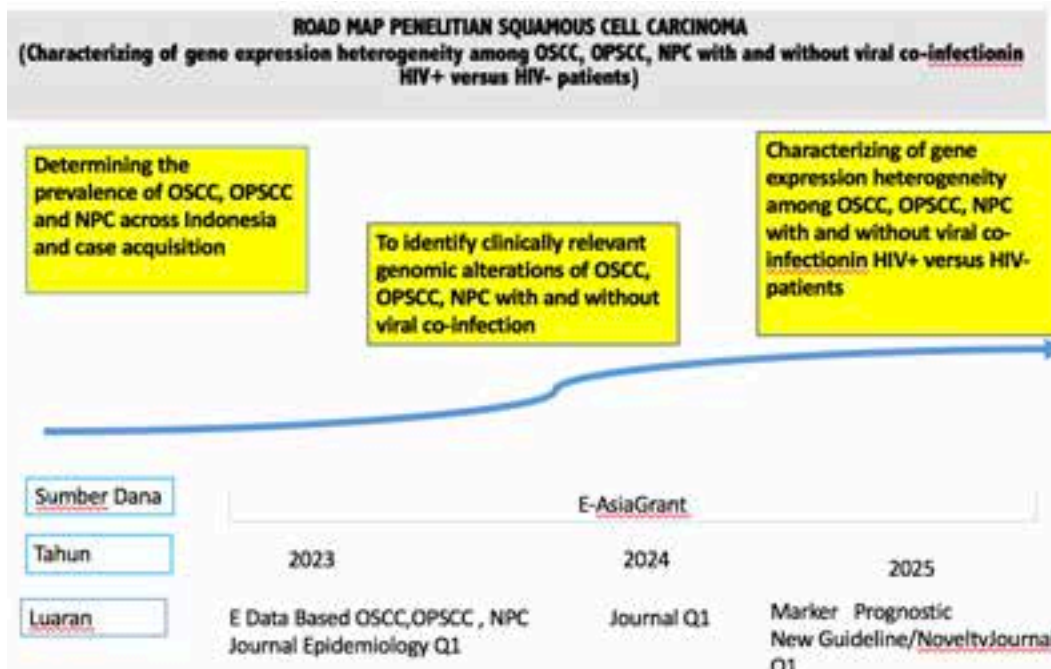 ROAD MAP PENELITIAN SQUAMOUS CELL CARCINOMA
(Characterizing of gene expression heterogeneity among OSCC, OPSCC, NPC with and without viral co-infectionin
HIV+ versus HIV- patients)
Determining the
prevalence of OSCC, OPSCC
and NPC across Indonesia
and case acquisition
To identify clinically relevant
genomic alterations of OSCC,
OPSCC, NPC with and without
viral co-infection
Characterizing of gene
expression heterogeneity
among OSCC, OPSCC, NPC
with and without viral co-
infectionin HIV+ versus HIV-
patients
Sumber Dana
E-AsiaGrant
Tahun
2023
2024
2025
Luaran
E Data Based OSCC,OPSCC , NPC
Journal Epidemiology Q1
Journal Q1
Marker Prognostic
New Guideline/NoveltyJourna
Q1